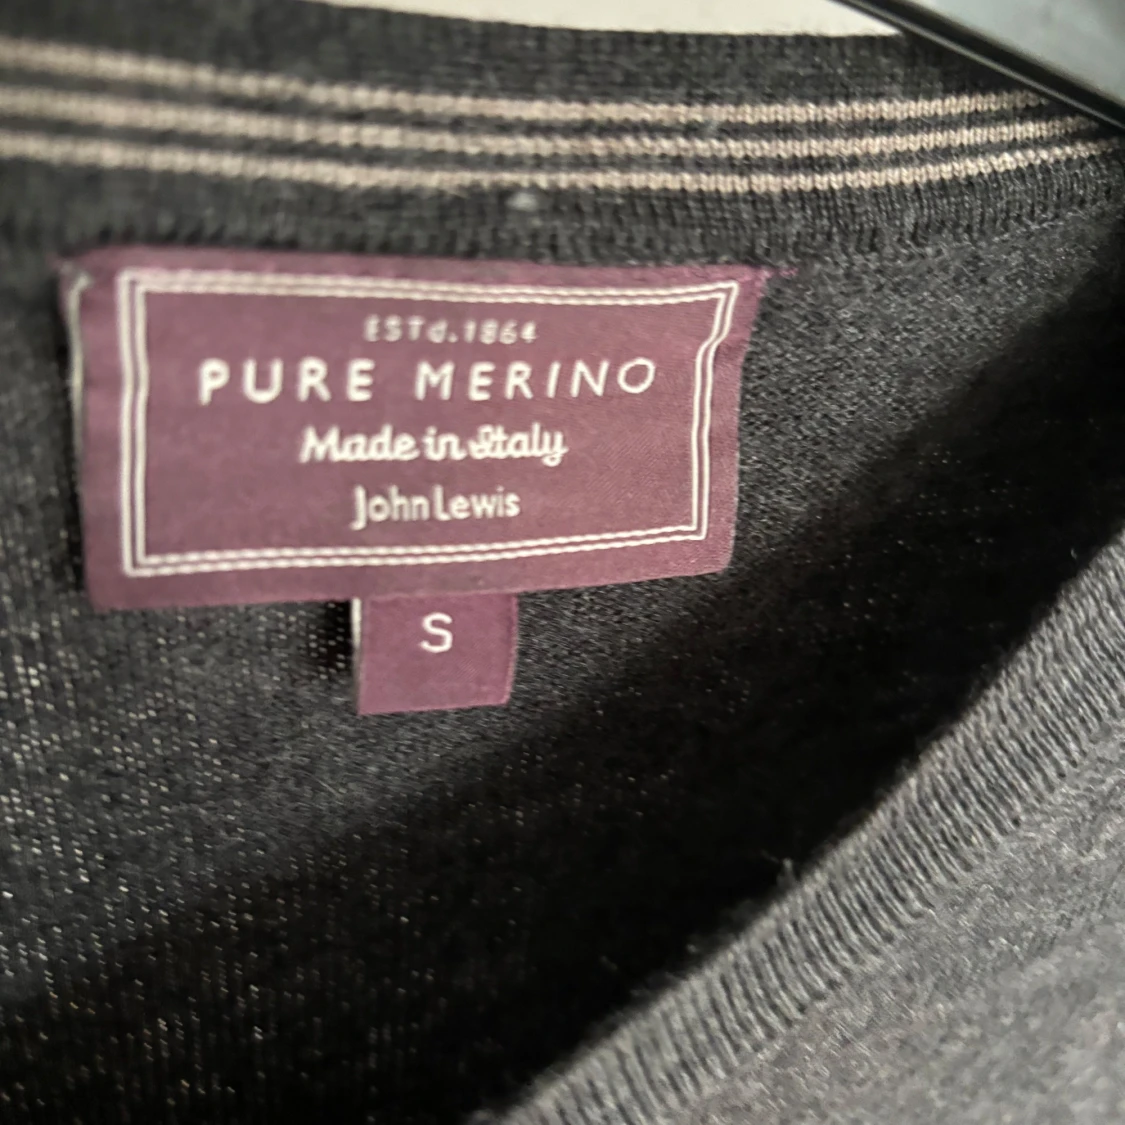 ESTd.1864
PURE MERINO
Made in Italy
John Lewis
S